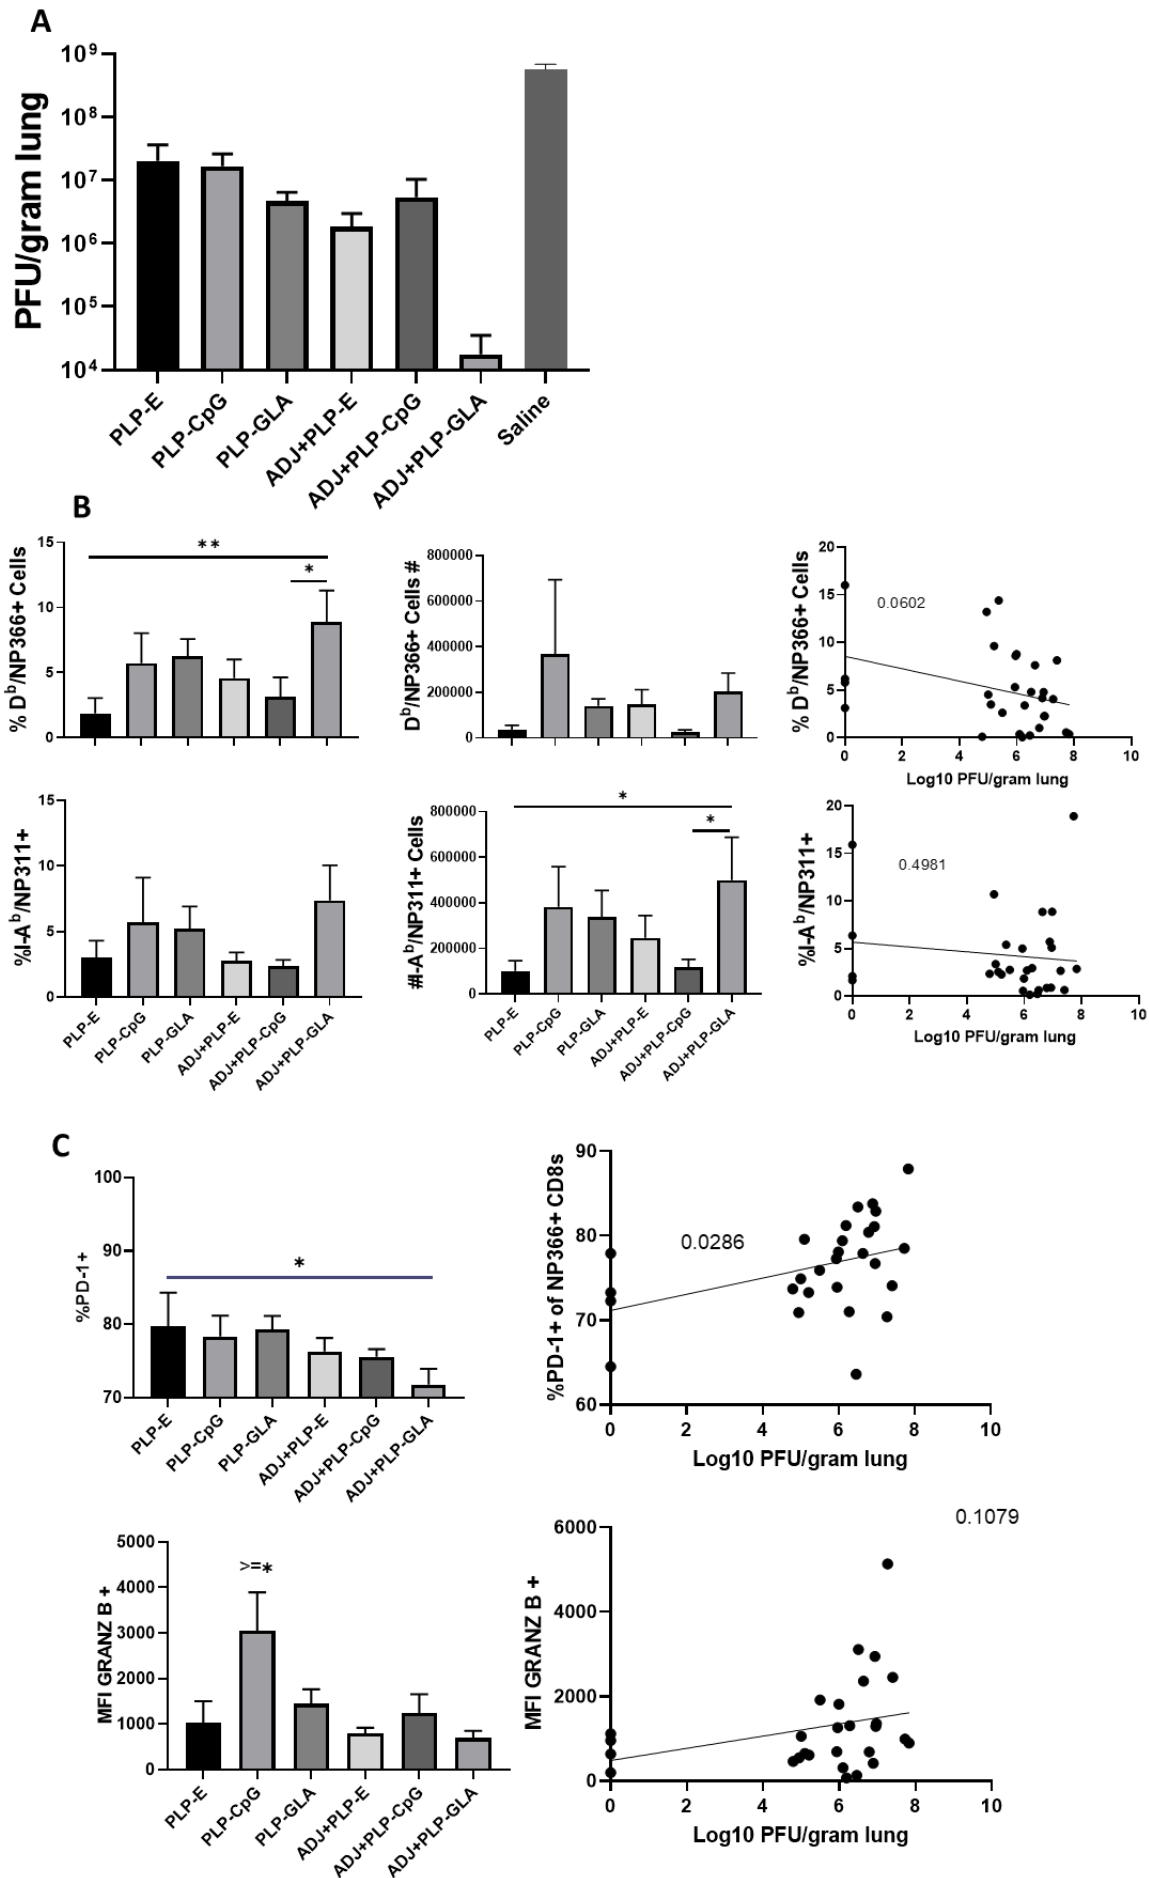 A
PFU/gram lung
10⁹
10⁸
10⁷
10⁶
10⁵
10⁴
PLP-E
PLP-CpG
PLP-GLA
ADJ+PLP-E
ADJ+PLP-CpG
ADJ+PLP-GLA
Saline
B
% Dᵇ/NP366+ Cells
15
10
5
0
**
*
Dᵇ/NP366+ Cells #
800000
600000
400000
200000
0
% Dᵇ/NP366+ Cells
20
15
10
5
0
0.0602
0 2 4 6 8 10
Log10 PFU/gram lung
%I-Aᵇ/NP311+
15
10
5
0
PLP-E
PLP-CpG
PLP-GLA
ADJ+PLP-E
ADJ+PLP-CpG
ADJ+PLP-GLA
#I-Aᵇ/NP311+ Cells
800000
600000
400000
200000
0
*
*
PLP-E
PLP-CpG
PLP-GLA
ADJ+PLP-E
ADJ+PLP-CpG
ADJ+PLP-GLA
%I-Aᵇ/NP311+
20
15
10
5
0
0.4981
0 2 4 6 8 10
Log10 PFU/gram lung
C
%PD-1+
100
90
80
70
*
PLP-E
PLP-CpG
PLP-GLA
ADJ+PLP-E
ADJ+PLP-CpG
ADJ+PLP-GLA
%PD-1+ of NP366+ CD8s
90
80
70
60
0.0286
0 2 4 6 8 10
Log10 PFU/gram lung
MFI GRANZ B +
5000
4000
3000
2000
1000
0
>=*
PLP-E
PLP-CpG
PLP-GLA
ADJ+PLP-E
ADJ+PLP-CpG
ADJ+PLP-GLA
MFI GRANZ B +
6000
4000
2000
0
0.1079
0 2 4 6 8 10
Log10 PFU/gram lung